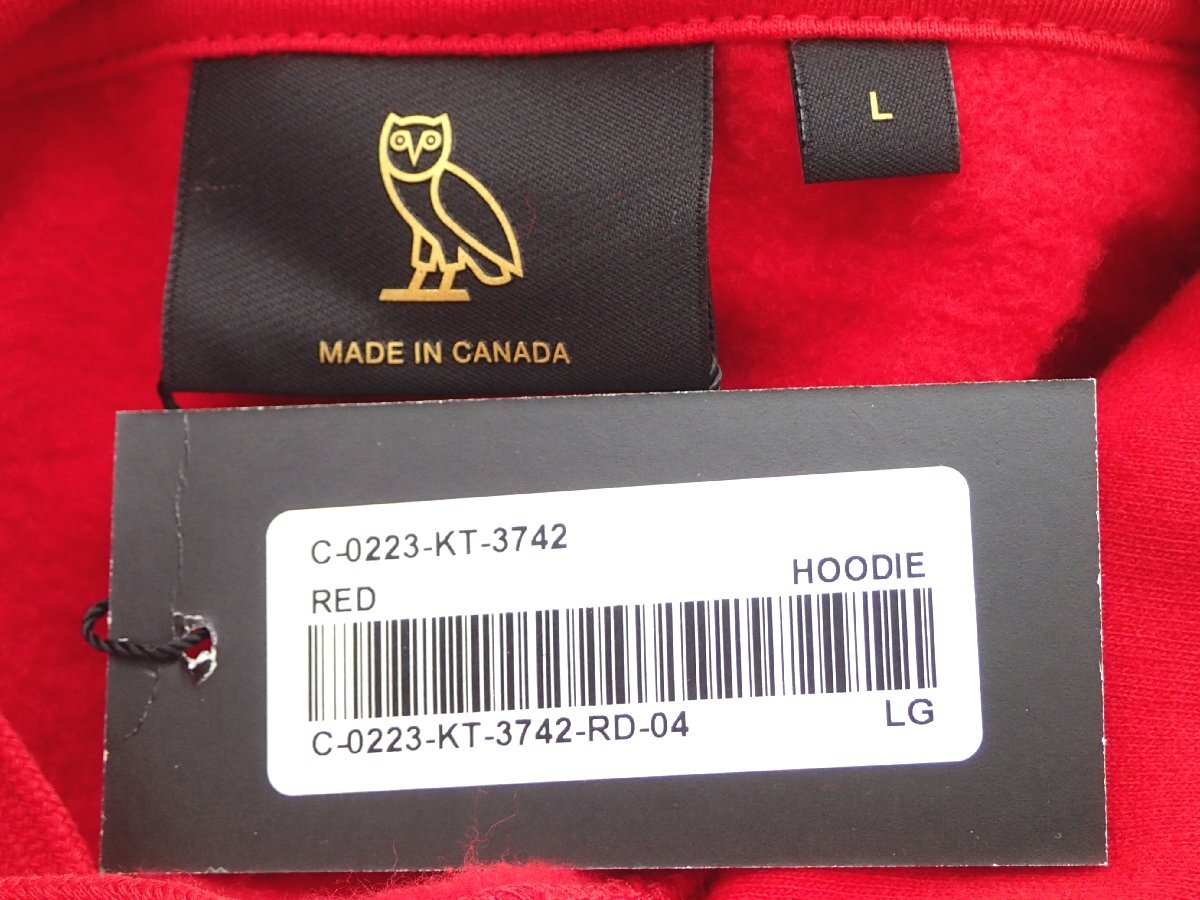 L
MADE IN CANADA
C-0223-KT-3742
RED
HOODIE
C-0223-KT-3742-RD-04
LG